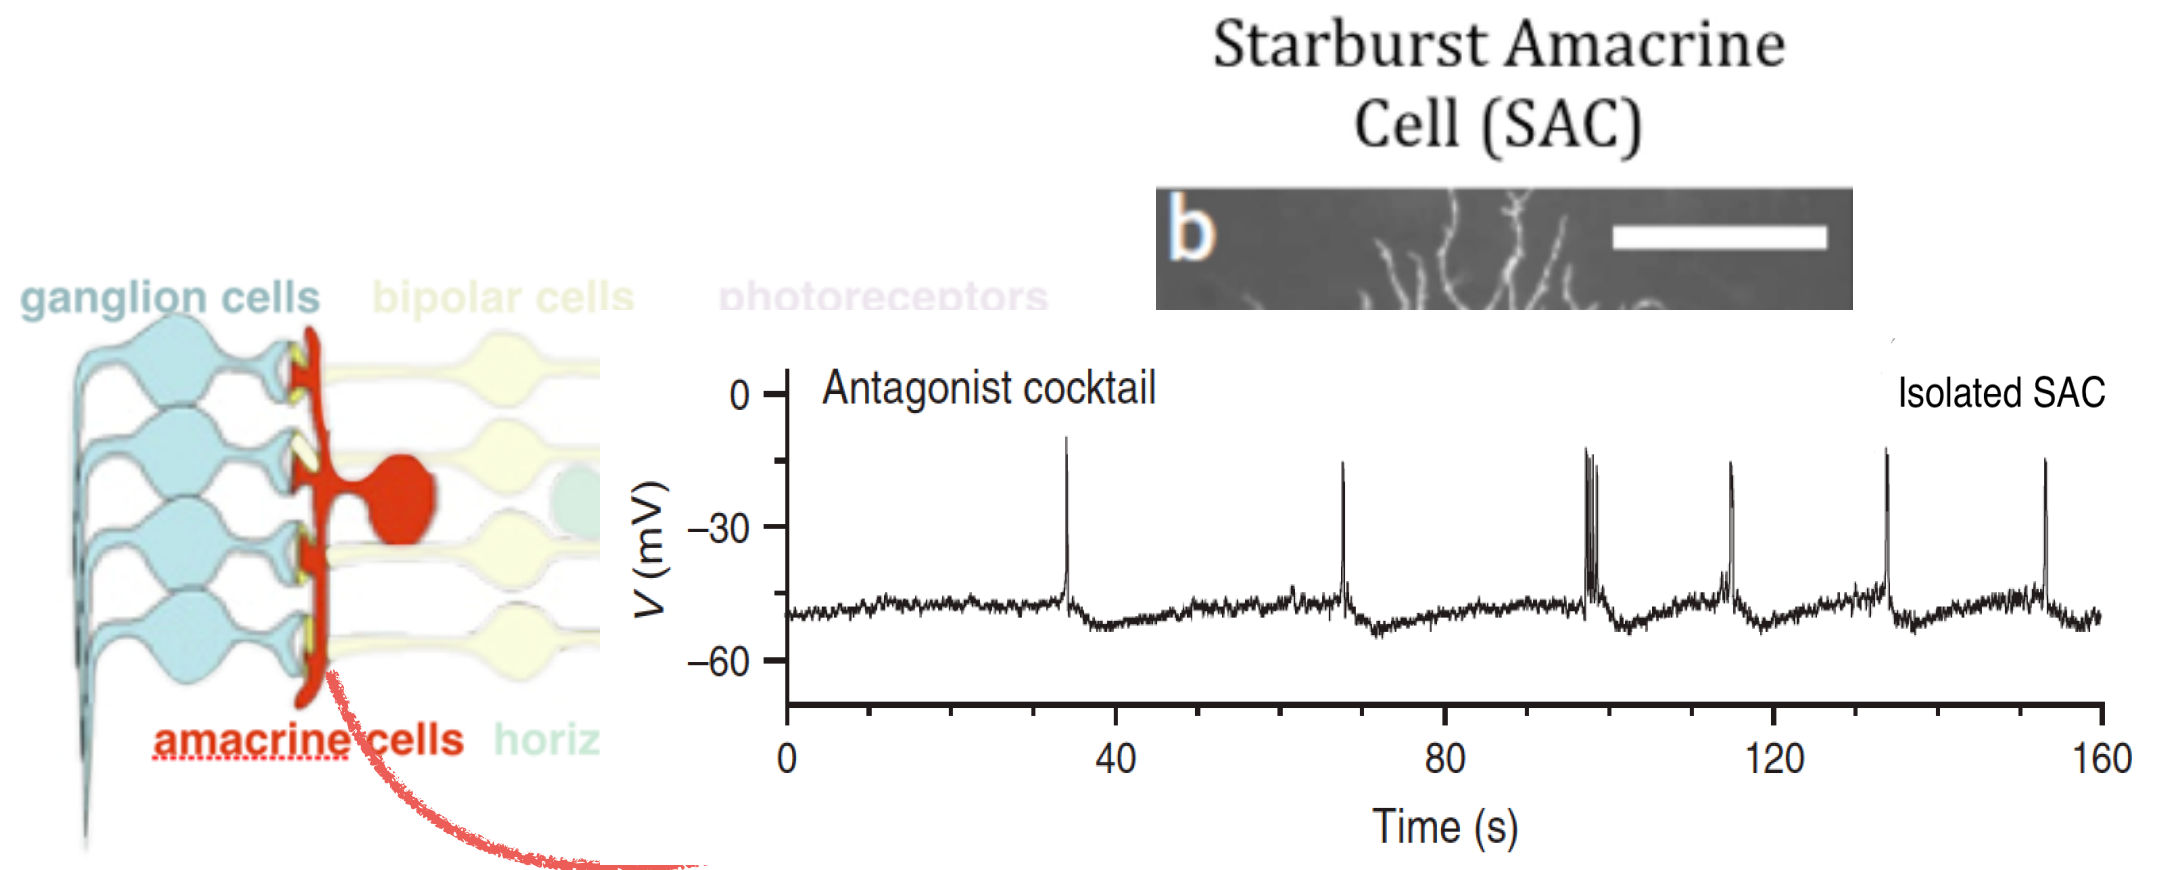 Starburst Amacrine
Cell (SAC)
b
ganglion cells
bipolar cells
photoreceptors
amacrine cells
horiz
Antagonist cocktail
Isolated SAC
V (mV)
0
–30
–60
0
40
80
120
160
Time (s)